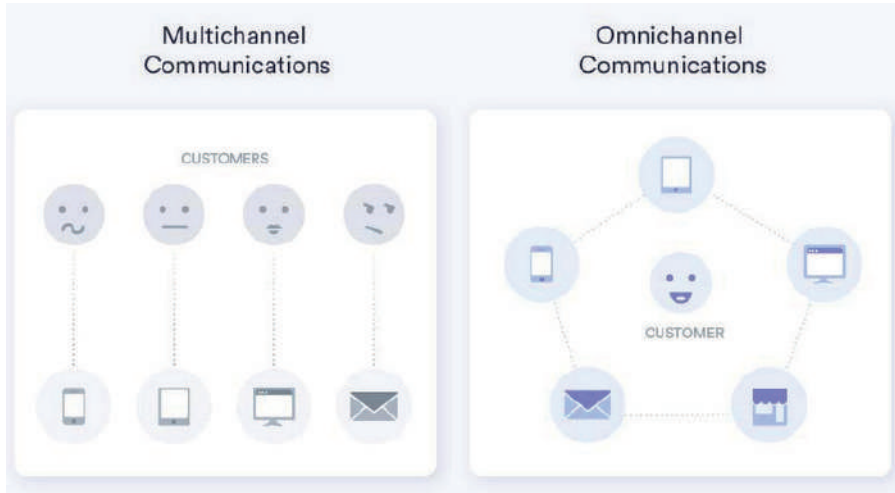 Multichannel
Communications
Omnichannel
Communications
CUSTOMERS
CUSTOMER